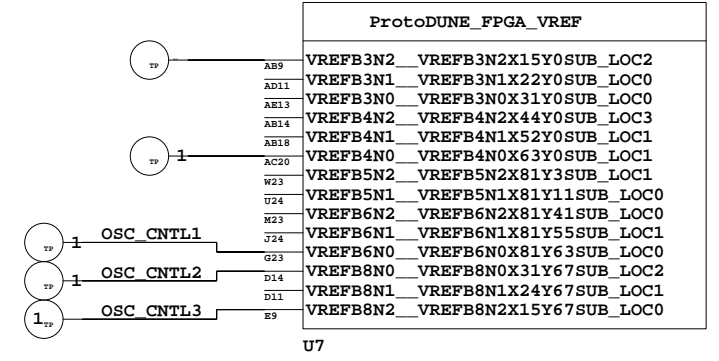 ProtoDUNE_FPGA_VREF
TP AB9 VREFB3N2__VREFB3N2X15Y0SUB_LOC2
AD11 VREFB3N1__VREFB3N1X22Y0SUB_LOC0
AE13 VREFB3N0__VREFB3N0X31Y0SUB_LOC0
AB14 VREFB4N2__VREFB4N2X44Y0SUB_LOC3
AB18 VREFB4N1__VREFB4N1X52Y0SUB_LOC1
TP 1 AC20 VREFB4N0__VREFB4N0X63Y0SUB_LOC1
W23 VREFB5N2__VREFB5N2X81Y3SUB_LOC1
U24 VREFB5N1__VREFB5N1X81Y11SUB_LOC0
M23 VREFB6N2__VREFB6N2X81Y41SUB_LOC0
J24 VREFB6N1__VREFB6N1X81Y55SUB_LOC1
TP 1 OSC_CNTL1 G23 VREFB6N0__VREFB6N0X81Y63SUB_LOC0
TP 1 OSC_CNTL2 D14 VREFB8N0__VREFB8N0X31Y67SUB_LOC2
D11 VREFB8N1__VREFB8N1X24Y67SUB_LOC1
1 TP OSC_CNTL3 E9 VREFB8N2__VREFB8N2X15Y67SUB_LOC0
U7